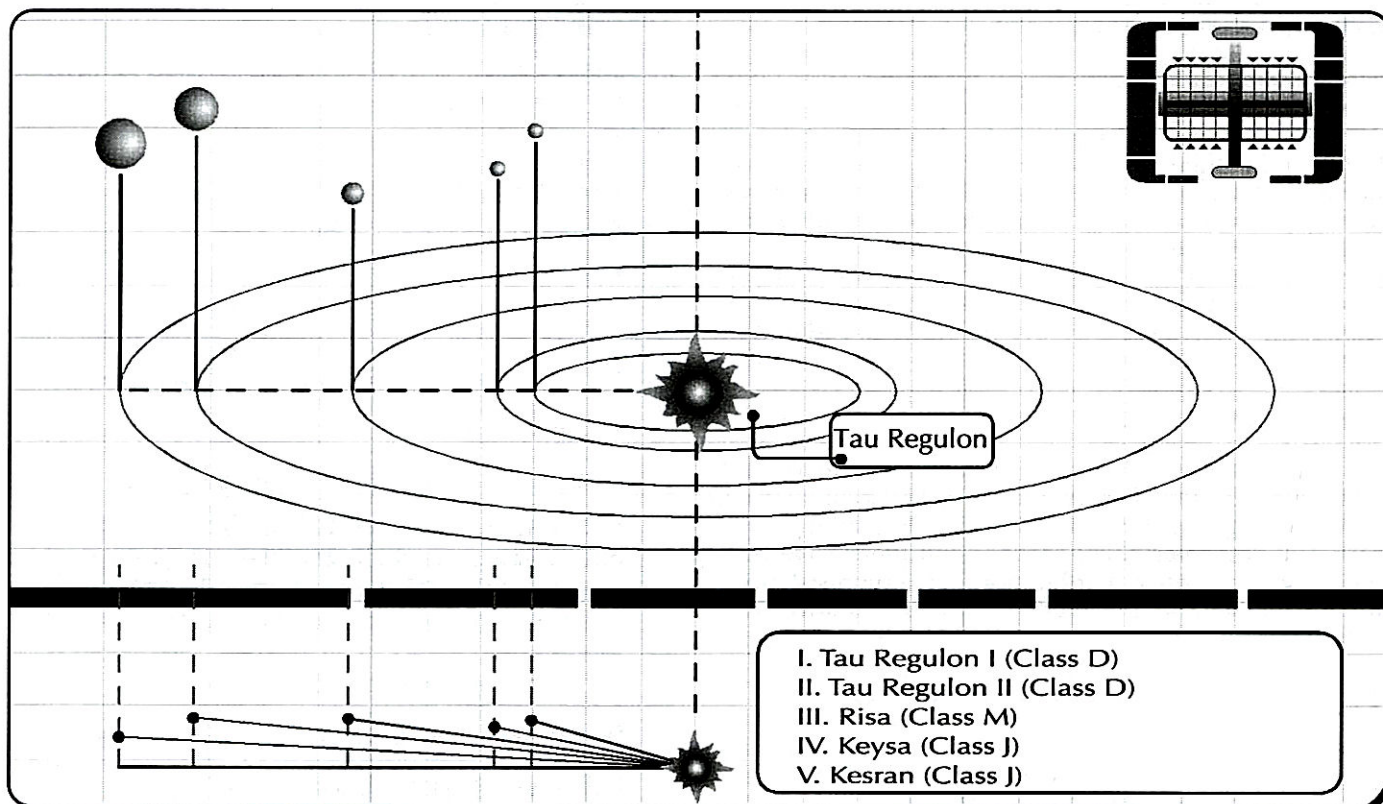 Tau Regulon
I. Tau Regulon I (Class D)
II. Tau Regulon II (Class D)
III. Risa (Class M)
IV. Keysa (Class J)
V. Kesran (Class J)